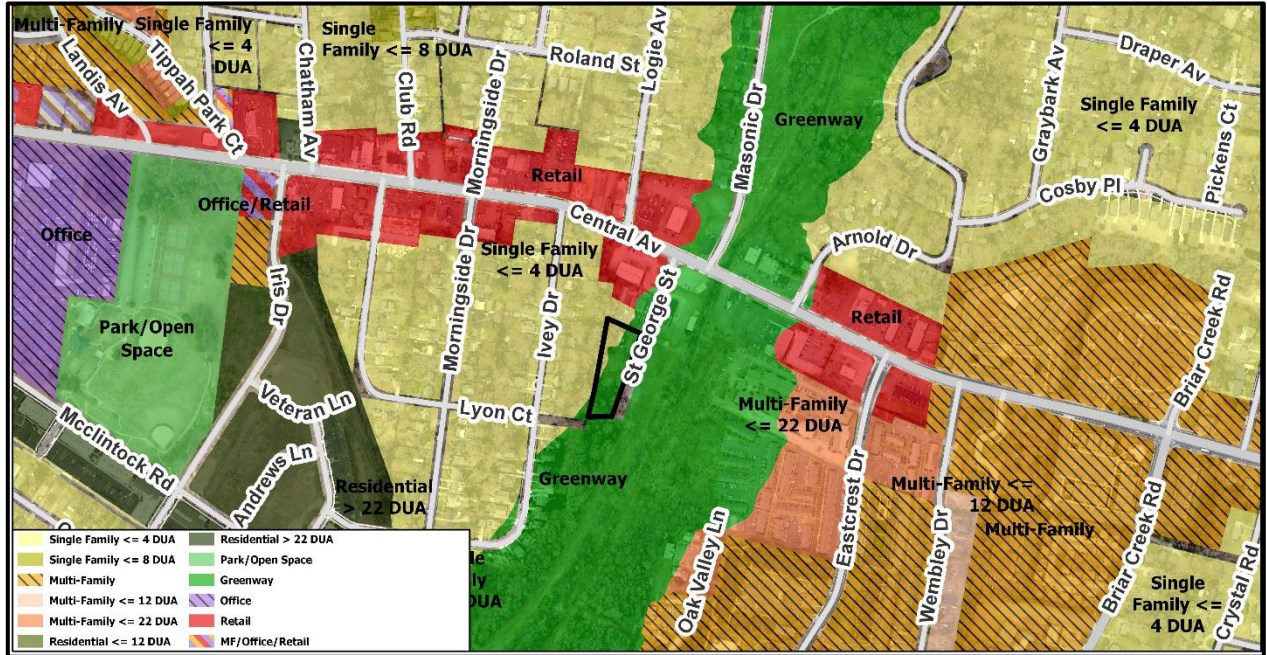 Multi-Family
Single Family
<= 4
DUA
Single
Family <= 8 DUA
Landis Av
Tippah Park Ct
Chatham Av
Club Rd
Morningside Dr
Roland St
Logie Av
Masonic Dr
Greenway
Graybark Av
Draper Av
Single Family
<= 4 DUA
Pickens Ct
Cosby Pl
Retail
Morningside Dr
Office/Retail
Office
Central Av
Single Family
<= 4 DUA
Arnold Dr
Iris Dr
Park/Open
Space
Morningside Dr
Ivey Dr
St George St
Retail
Briar Creek Rd
Veteran Ln
Lyon Ct
Multi-Family
<= 22 DUA
Mcclintock Rd
Andrews Ln
Residential
> 22 DUA
Greenway
Oak Valley Ln
Eastcrest Dr
Multi-Family <=
12 DUA
Wembley Dr
Multi-Family
Briar Creek Rd
Single
Family <=
4 DUA
Crystal Rd
Single Family <= 4 DUA
Single Family <= 8 DUA
Multi-Family
Multi-Family <= 12 DUA
Multi-Family <= 22 DUA
Residential <= 12 DUA
Residential > 22 DUA
Park/Open Space
Greenway
Office
Retail
MF/Office/Retail